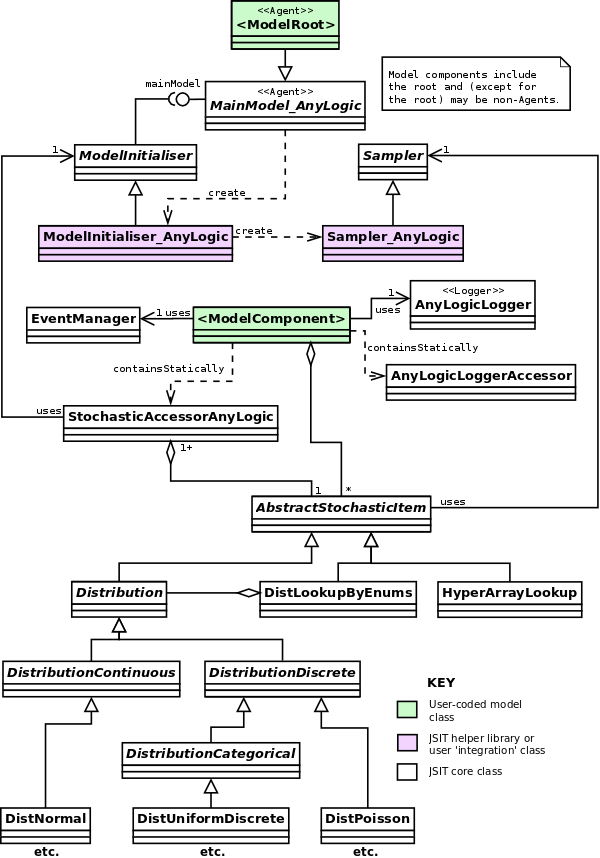 <<Agent>>
<ModelRoot>
mainModel
<<Agent>>
MainModel_AnyLogic
Model components include
the root and (except for
the root) may be non-Agents.
1
ModelInitialiser
Sampler
1
create
ModelInitialiser_AnyLogic
create
Sampler_AnyLogic
<<Logger>>
AnyLogicLogger
1
uses
EventManager
1 uses
<ModelComponent>
containsStatically
containsStatically
AnyLogicLoggerAccessor
uses
StochasticAccessorAnyLogic
1+
1
*
AbstractStochasticItem
uses
Distribution
DistLookupByEnums
HyperArrayLookup
DistributionContinuous
DistributionDiscrete
KEY
User-coded model
class
JSIT helper library or
user 'integration' class
JSIT core class
DistributionCategorical
DistNormal
DistUniformDiscrete
DistPoisson
etc.
etc.
etc.